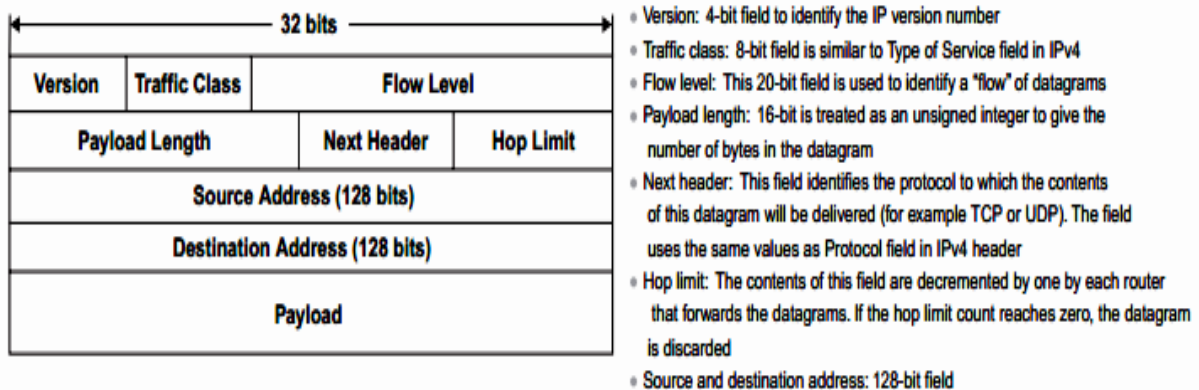 32 bits
Version Traffic Class Flow Level
Payload Length Next Header Hop Limit
Source Address (128 bits)
Destination Address (128 bits)
Payload
• Version: 4-bit field to identify the IP version number
• Traffic class: 8-bit field is similar to Type of Service field in IPv4
• Flow level: This 20-bit field is used to identify a "flow" of datagrams
• Payload length: 16-bit is treated as an unsigned integer to give the
number of bytes in the datagram
• Next header: This field identifies the protocol to which the contents
of this datagram will be delivered (for example TCP or UDP). The field
uses the same values as Protocol field in IPv4 header
• Hop limit: The contents of this field are decremented by one by each router
that forwards the datagrams. If the hop limit count reaches zero, the datagram
is discarded
• Source and destination address: 128-bit field